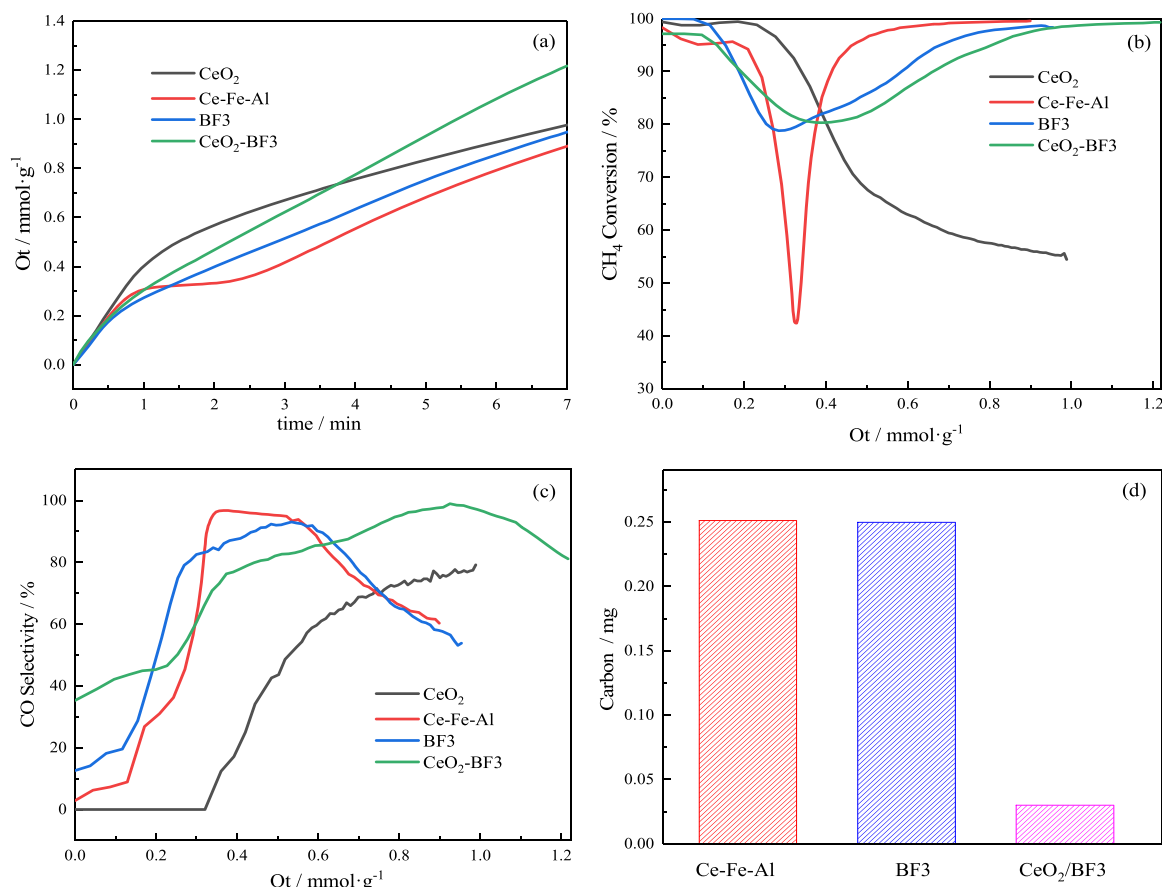 (a)
CeO₂
Ce-Fe-Al
BF3
CeO₂-BF3
1.4
1.2
1.0
0.8
0.6
0.4
0.2
0.0
Ot / mmol·g⁻¹
0 1 2 3 4 5 6 7
time / min
(b)
CeO₂
Ce-Fe-Al
BF3
CeO₂-BF3
100
90
80
70
60
50
40
30
CH₄ Conversion / %
0.0 0.2 0.4 0.6 0.8 1.0 1.2
Ot / mmol·g⁻¹
(c)
100
80
60
40
20
0
CO Selectivity / %
CeO₂
Ce-Fe-Al
BF3
CeO₂-BF3
0.0 0.2 0.4 0.6 0.8 1.0 1.2
Ot / mmol·g⁻¹
(d)
0.25
0.20
0.15
0.10
0.05
0.00
Carbon / mg
Ce-Fe-Al BF3 CeO₂/BF3